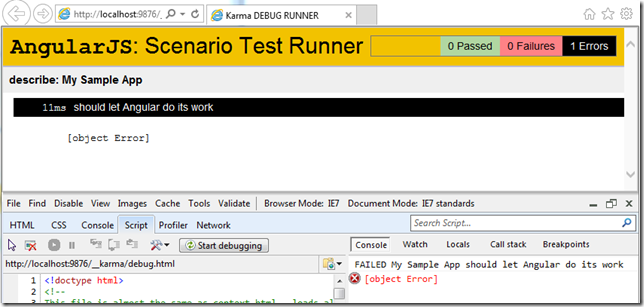 http://localhost:9876/_
Karma DEBUG RUNNER
AngularJS: Scenario Test Runner
0 Passed
0 Failures
1 Errors
describe: My Sample App
11ms should let Angular do its work
[object Error]
File Find Disable View Images Cache Tools Validate Browser Mode: IE7 Document Mode: IE7 standards
HTML CSS Console Script Profiler Network
Search Script...
Start debugging
Console Watch Locals Call stack Breakpoints
http://localhost:9876/__karma/debug.html
FAILED My Sample App should let Angular do its work
[object Error]
1 <!doctype html>
2 <!--
3 This file is almost the same as context.html - loads al